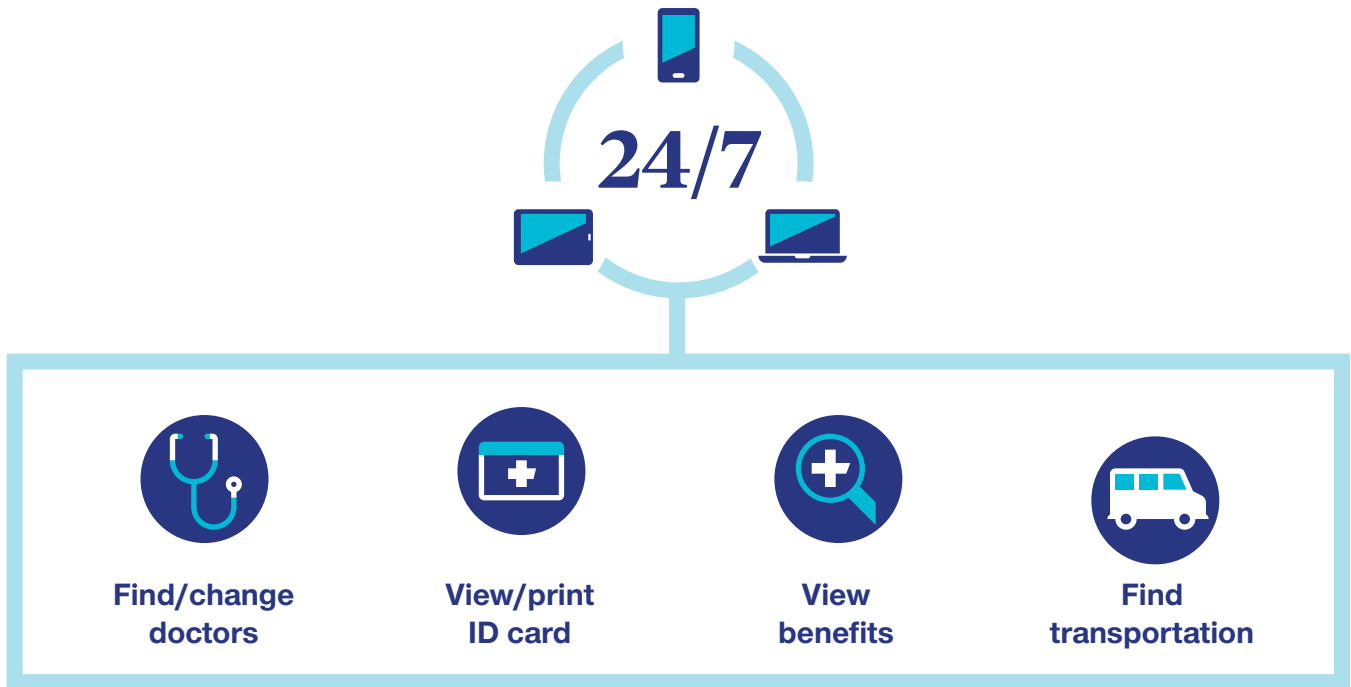 24/7
Find/change
doctors
View/print
ID card
View
benefits
Find
transportation